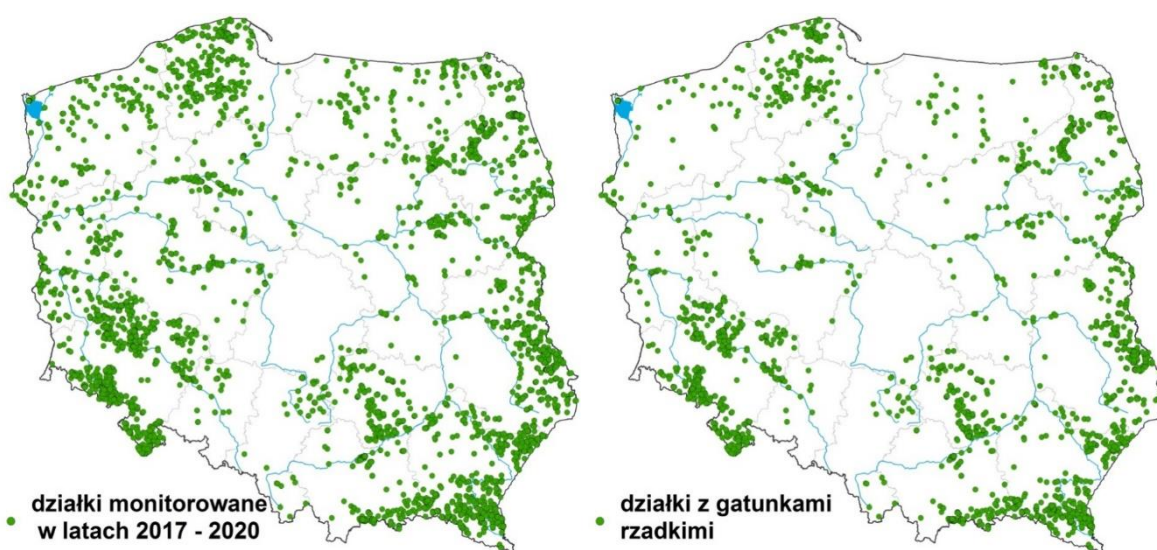 działki monitorowane
w latach 2017 - 2020
działki z gatunkami
rzadkimi